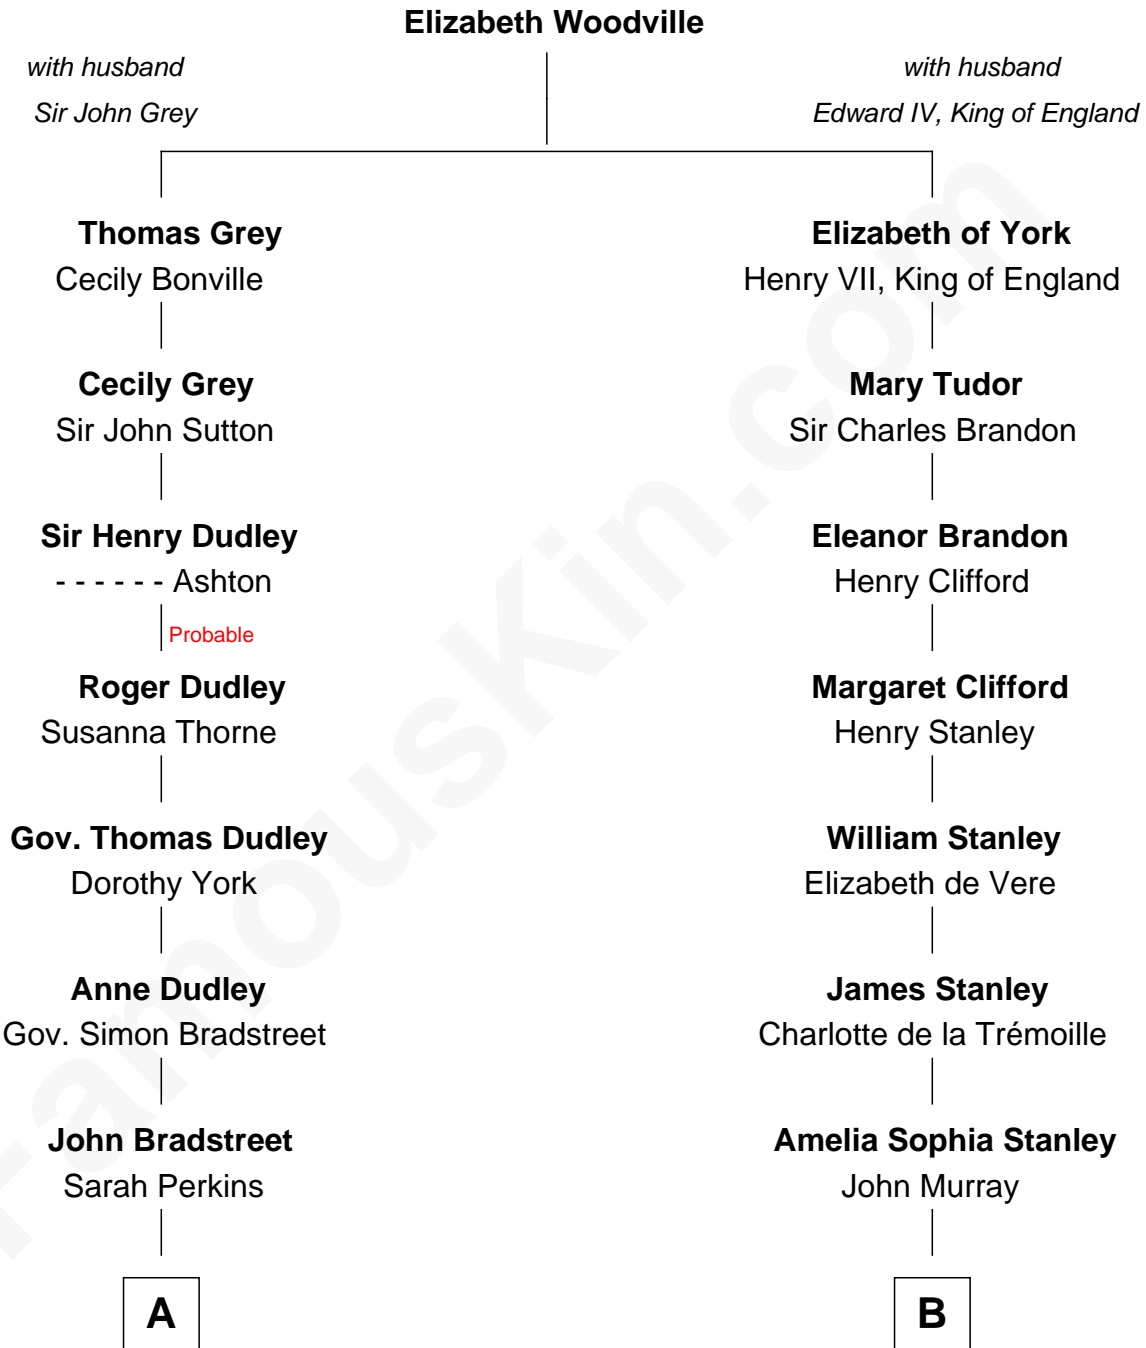 Elizabeth Woodville
with husband
Sir John Grey
with husband
Edward IV, King of England
Thomas Grey
Cecily Bonville
Elizabeth of York
Henry VII, King of England
Cecily Grey
Sir John Sutton
Mary Tudor
Sir Charles Brandon
Sir Henry Dudley
- - - - - - Ashton
Probable
Eleanor Brandon
Henry Clifford
Roger Dudley
Susanna Thorne
Margaret Clifford
Henry Stanley
Gov. Thomas Dudley
Dorothy York
William Stanley
Elizabeth de Vere
Anne Dudley
Gov. Simon Bradstreet
James Stanley
Charlotte de la Trémoille
John Bradstreet
Sarah Perkins
Amelia Sophia Stanley
John Murray
A
B
FamousKin.com